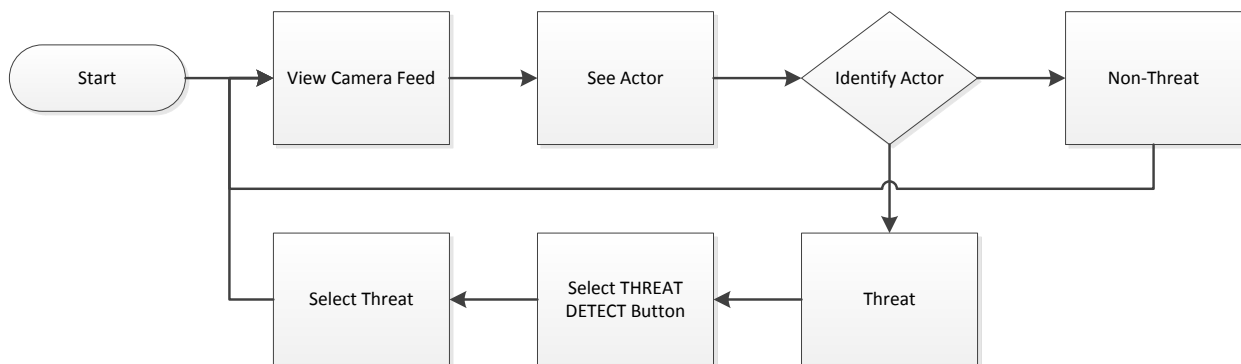 Start
View Camera Feed
See Actor
Identify Actor
Non-Threat
Select Threat
Select THREAT
DETECT Button
Threat